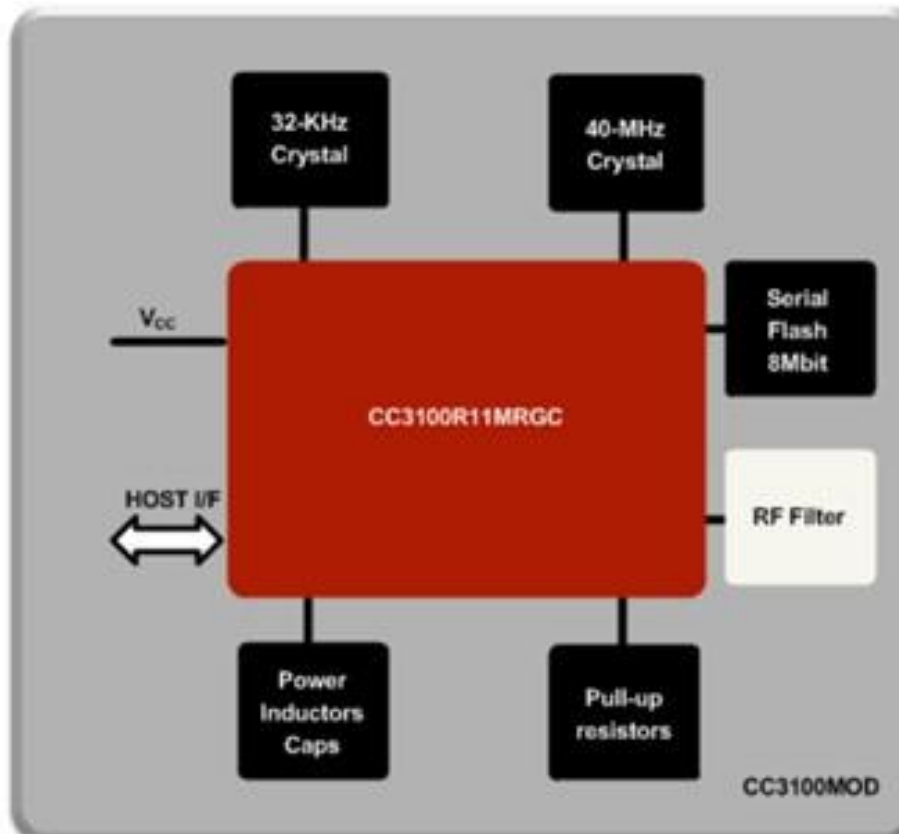 32-KHz
Crystal
40-MHz
Crystal
Vcc
Serial
Flash
8Mbit
CC3100R11MRGC
HOST I/F
RF Filter
Power
Inductors
Caps
Pull-up
resistors
CC3100MOD